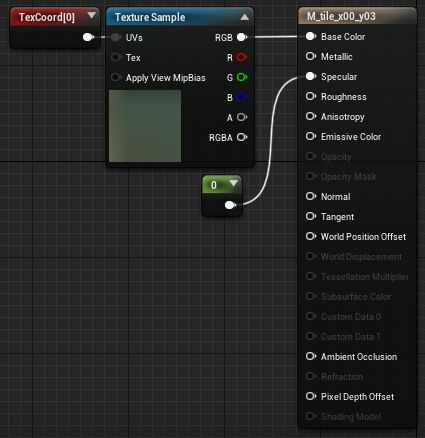 TexCoord[0]
Texture Sample
UVs
RGB
Tex
R
Apply View MipBias
G
B
A
RGBA
0
M_tile_x00_y03
Base Color
Metallic
Specular
Roughness
Anisotropy
Emissive Color
Opacity
Opacity Mask
Normal
Tangent
World Position Offset
World Displacement
Tessellation Multiplier
Subsurface Color
Custom Data 0
Custom Data 1
Ambient Occlusion
Refraction
Pixel Depth Offset
Shading Model